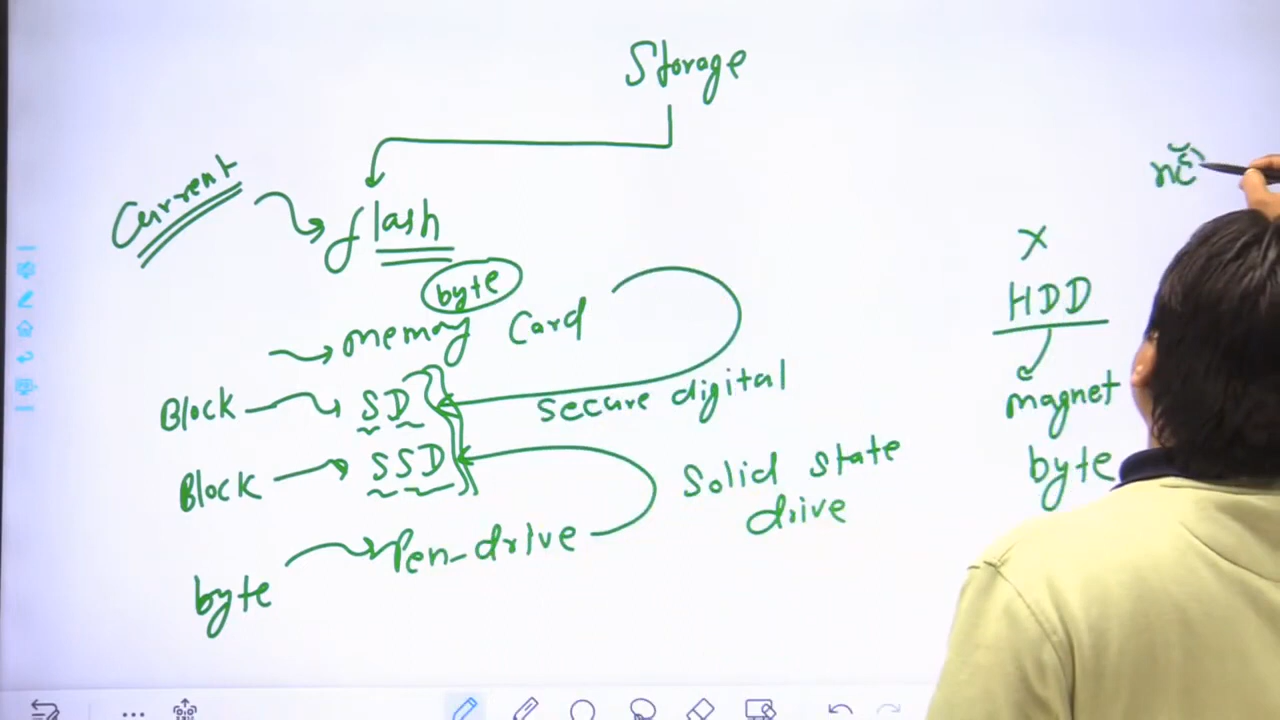 Storage
Current
flash
byte
X
HDD
memory Card
Block
SD
secure digital
magnet
Block
SSD
Solid state
drive
byte
Pen-drive
byte